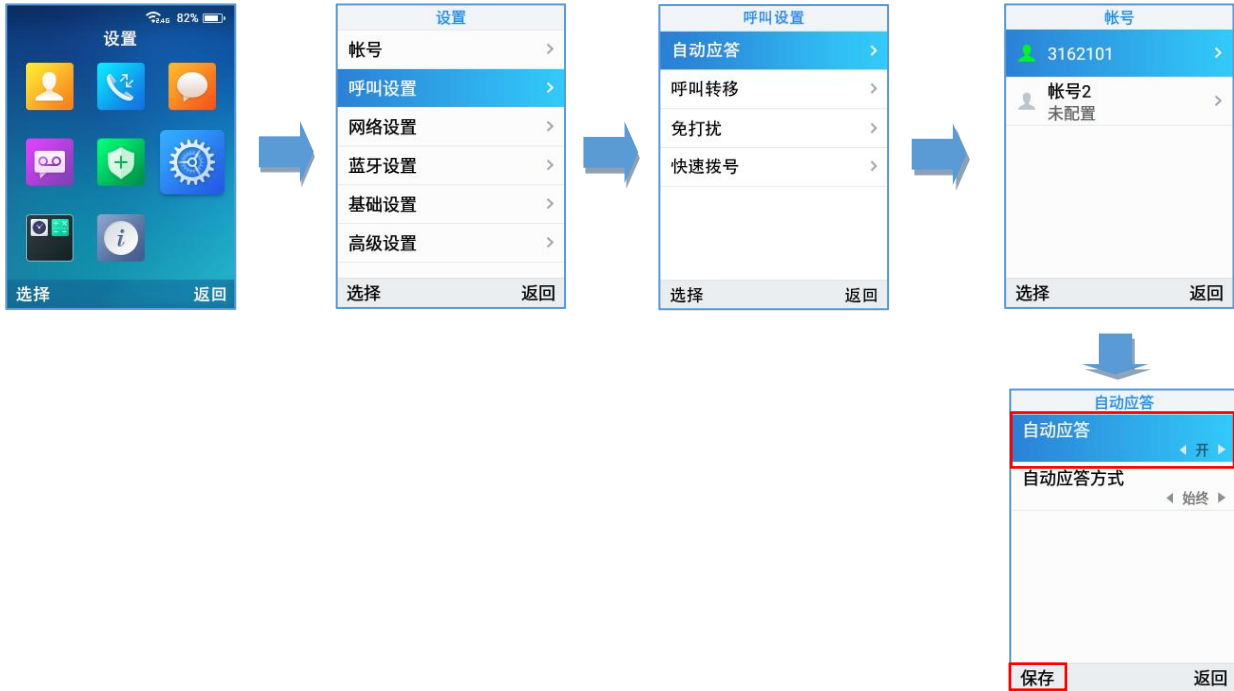 2.4G 82%
设置
选择 返回
设置
帐号
呼叫设置
网络设置
蓝牙设置
基础设置
高级设置
选择 返回
呼叫设置
自动应答
呼叫转移
免打扰
快速拨号
选择 返回
帐号
3162101
帐号2
未配置
选择 返回
自动应答
自动应答
开
自动应答方式
始终
保存 返回